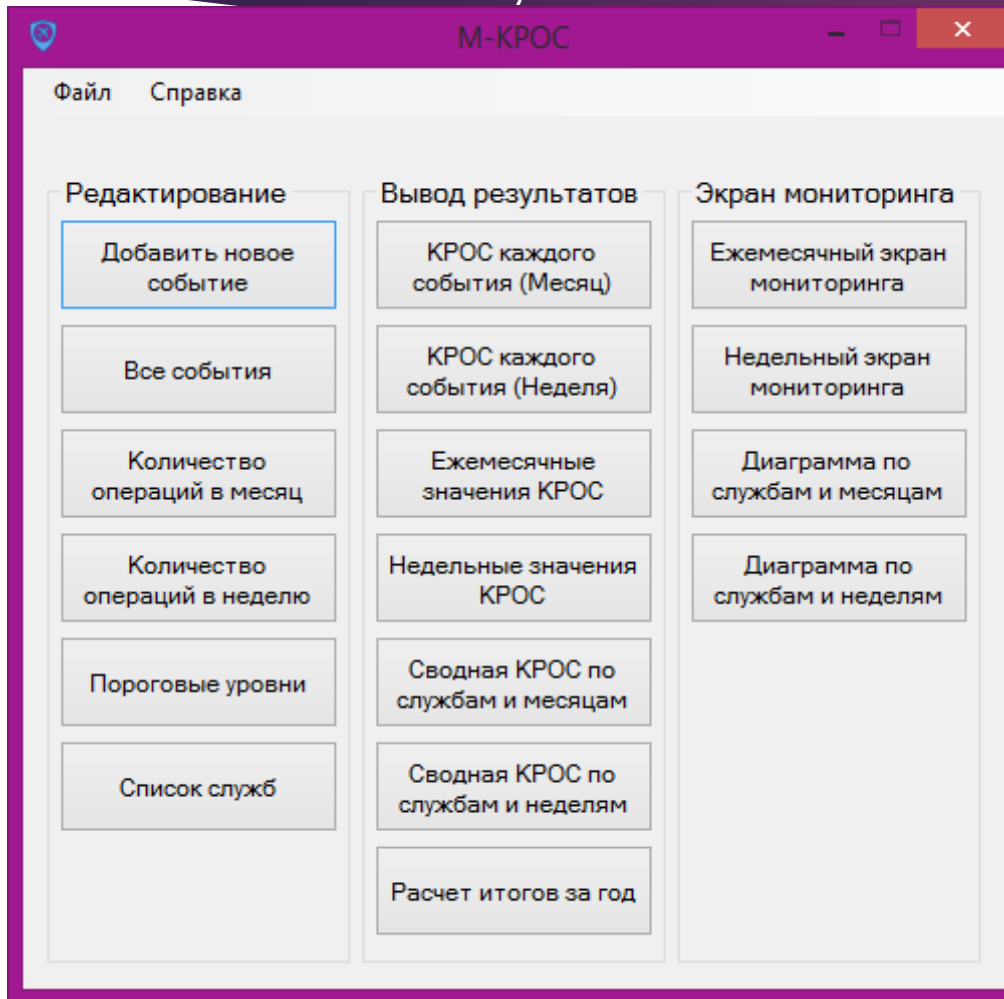 М-КРОС
Файл Справка
Редактирование
Добавить новое
событие
Все события
Количество
операций в месяц
Количество
операций в неделю
Пороговые уровни
Список служб
Вывод результатов
КРОС каждого
события (Месяц)
КРОС каждого
события (Неделя)
Ежемесячные
значения КРОС
Недельные значения
КРОС
Сводная КРОС по
службам и месяцам
Сводная КРОС по
службам и неделям
Расчет итогов за год
Экран мониторинга
Ежемесячный экран
мониторинга
Недельный экран
мониторинга
Диаграмма по
службам и месяцам
Диаграмма по
службам и неделям